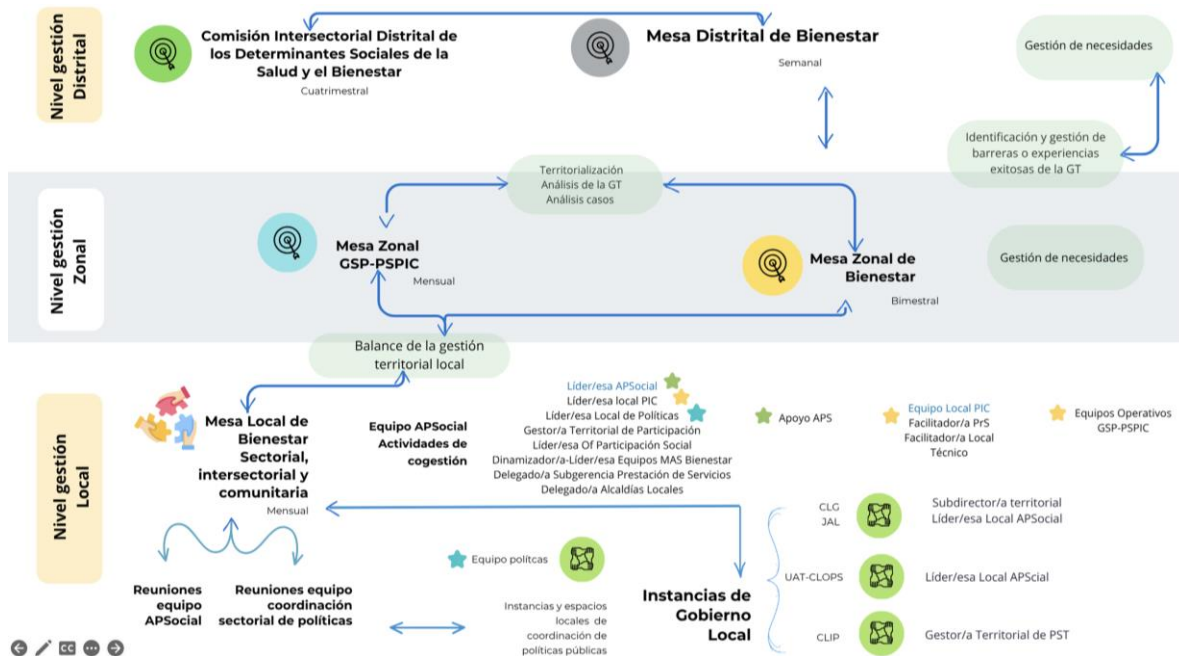 Nivel gestión
Distrital
Comisión Intersectorial Distrital de
los Determinantes Sociales de la
Salud y el Bienestar
Cuatrimestral
Mesa Distrital de Bienestar
Semanal
Gestión de necesidades
Identificación y gestión de
barreras o experiencias
exitosas de la GT
Nivel gestión
Zonal
Territorialización
Análisis de la GT
Análisis casos
Mesa Zonal
GSP-PSPIC
Mensual
Mesa Zonal de
Bienestar
Bimestral
Gestión de necesidades
Balance de la gestión
territorial local
Nivel gestión
Local
Mesa Local de
Bienestar
Sectorial,
intersectorial y
comunitaria
Mensual
Equipo APSocial
Actividades de
cogestión
Líder/esa APSocial
Líder/esa local PIC
Líder/esa Local de Políticas
Gestor/a Territorial de Participación
Líder/esa Of Participación Social
Dinamizador/a-Líder/esa Equipos MAS Bienestar
Delegado/a Subgerencia Prestación de Servicios
Delegado/a Alcaldías Locales
Apoyo APS
Equipo Local PIC
Facilitador/a PrS
Facilitador/a Local
Técnico
Equipos Operativos
GSP-PSPIC
Reuniones
equipo
APSocial
Reuniones equipo
coordinación
sectorial de políticas
Equipo polítcas
Instancias y espacios
locales de
coordinación de
políticas públicas
Instancias de
Gobierno
Local
CLG
JAL
Subdirector/a territorial
Líder/esa Local APSocial
UAT-CLOPS
Líder/esa Local APScial
CLIP
Gestor/a Territorial de PST
CC